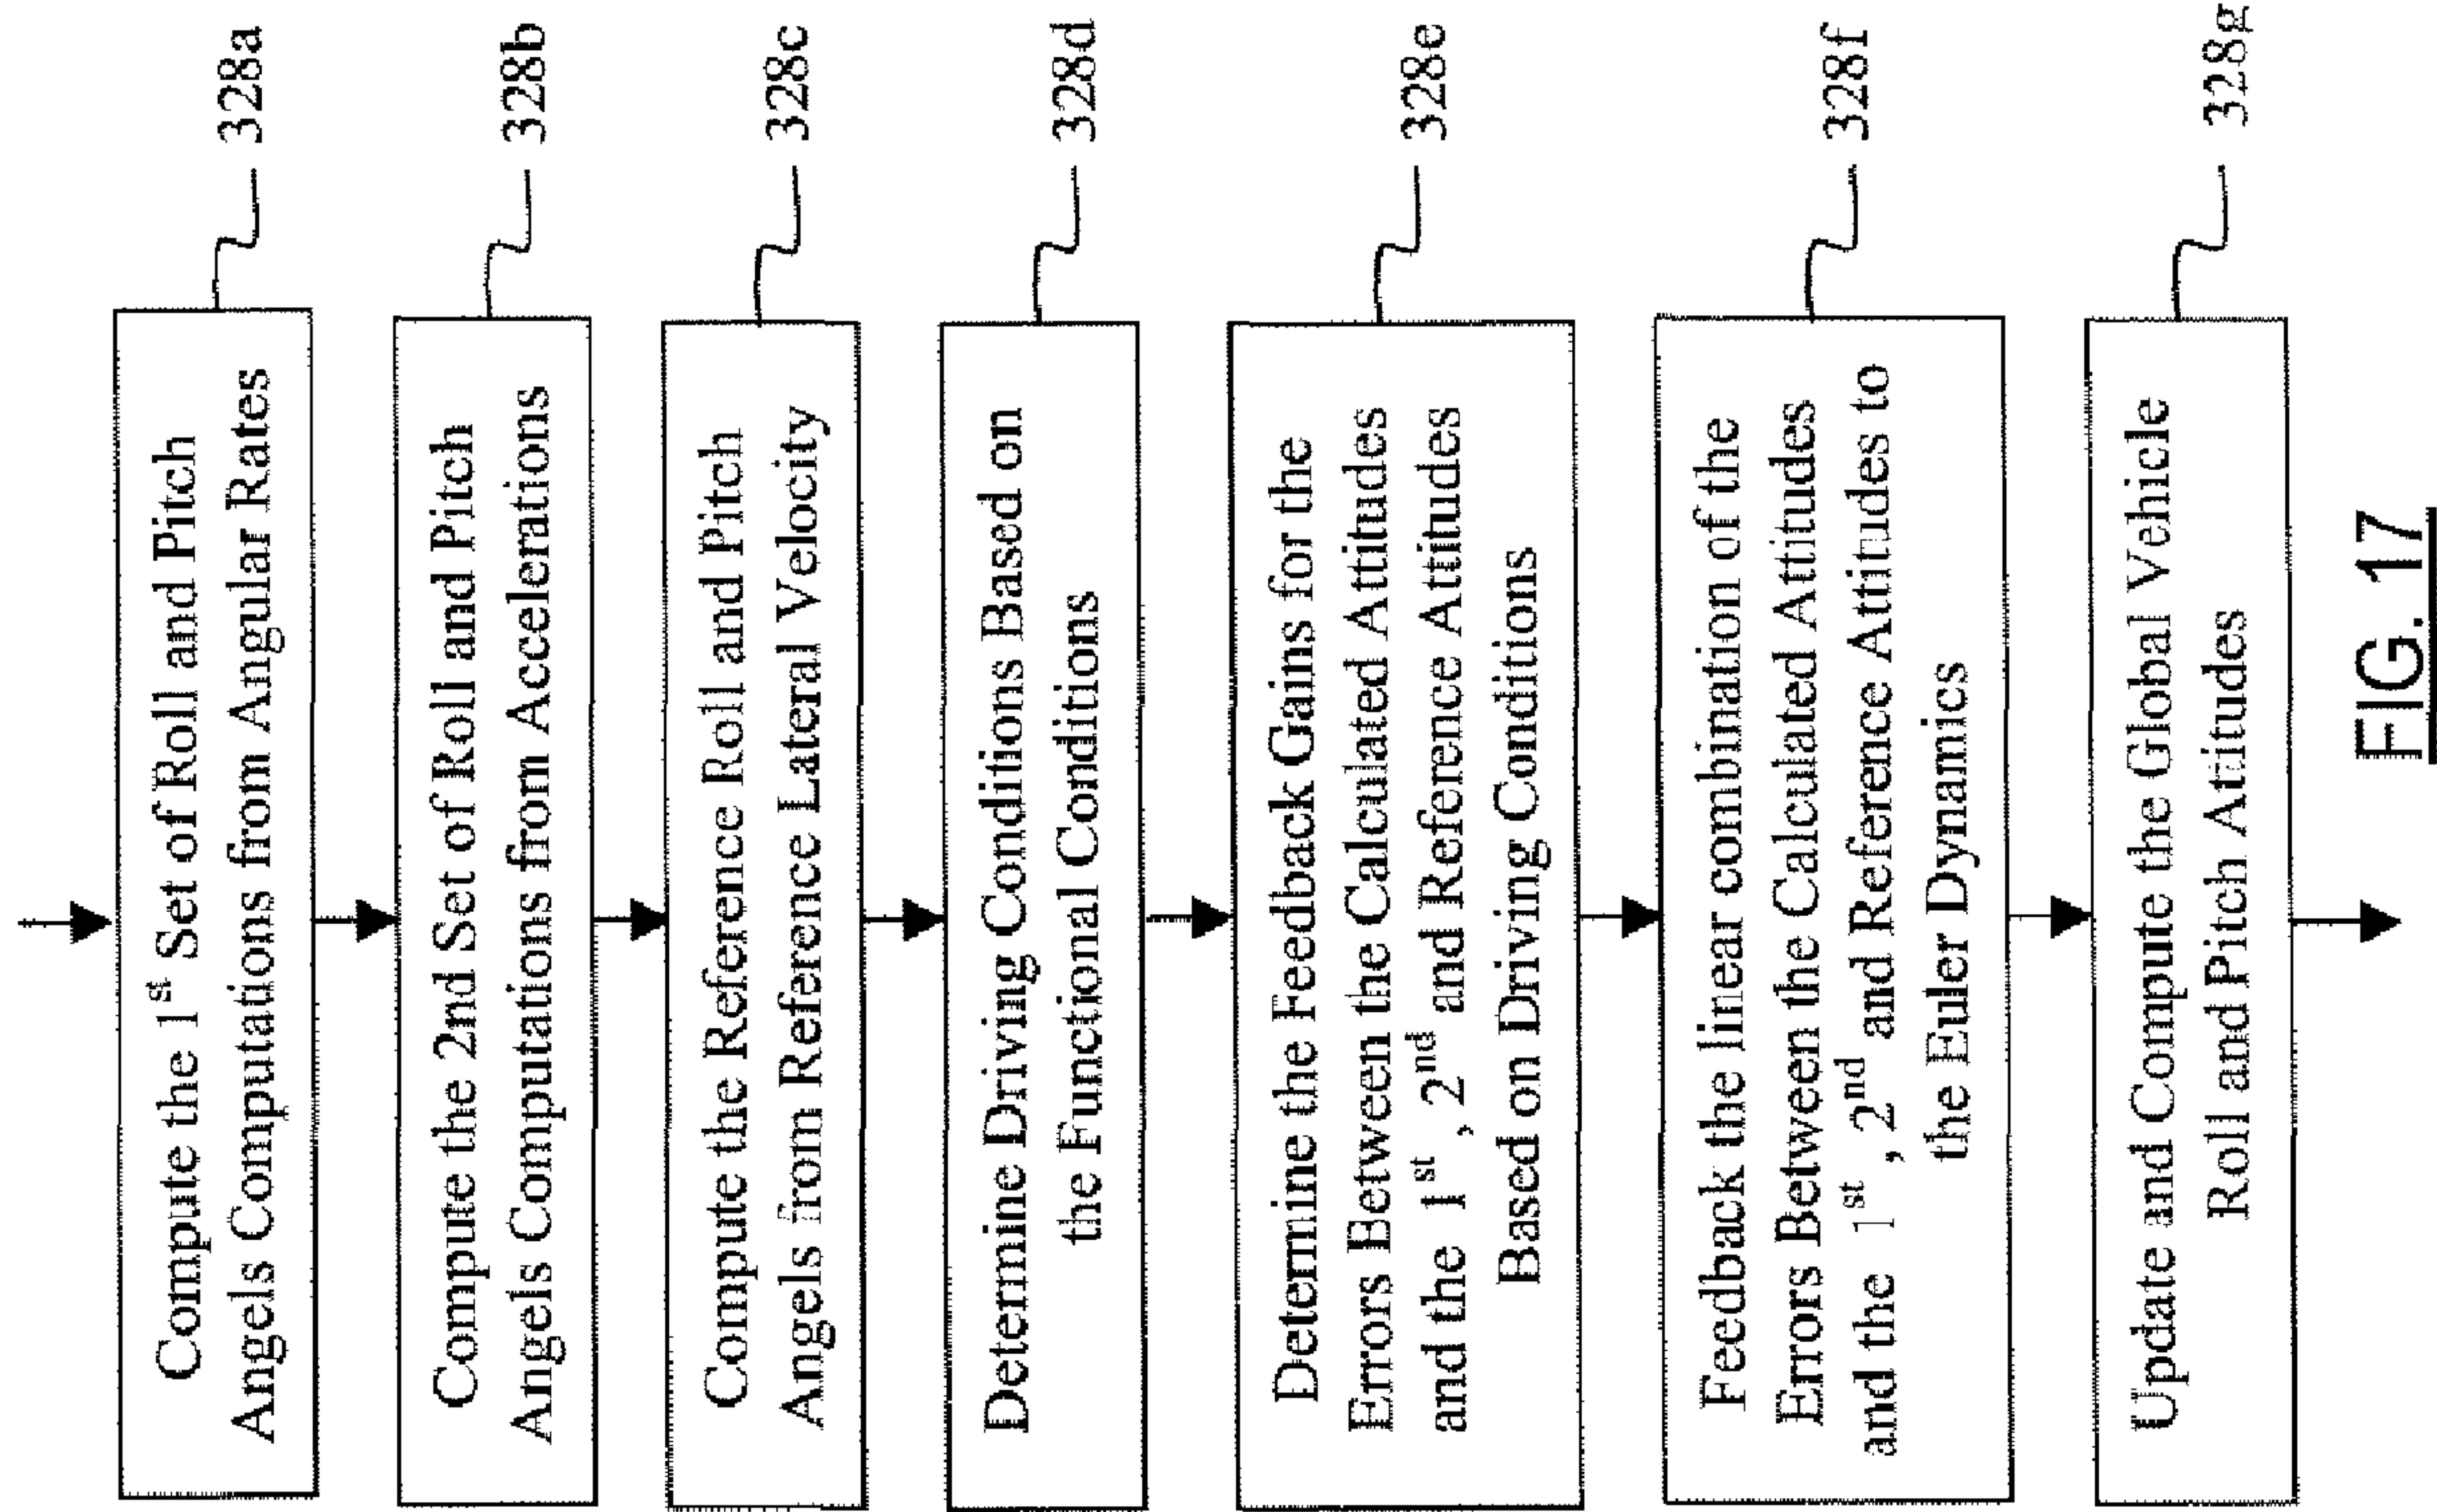 Compute the 1st Set of Roll and Pitch
Angels Computations from Angular Rates
328a
Compute the 2nd Set of Roll and Pitch
Angels Computations from Accelerations
328b
Compute the Reference Roll and Pitch
Angels from Reference Lateral Velocity
328c
Determine Driving Conditions Based on
the Functional Conditions
328d
Determine the Feedback Gains for the
Errors Between the Calculated Attitudes
and the 1st, 2nd and Reference Attitudes
Based on Driving Conditions
328e
Feedback the linear combination of the
Errors Between the Calculated Attitudes
and the 1st, 2nd and Reference Attitudes to
the Euler Dynamics
328f
Update and Compute the Global Vehicle
Roll and Pitch Attitudes
328g
FIG. 17